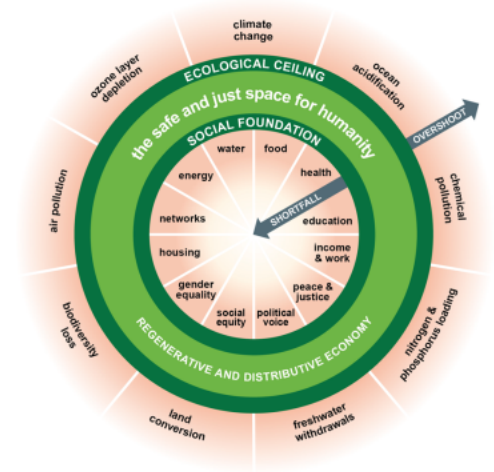 climate
change
ozone layer
depletion
ocean
acidification
ECOLOGICAL CEILING
the safe and just space for humanity
OVERSHOOT
SOCIAL FOUNDATION
water
food
energy
health
SHORTFALL
air pollution
chemical
pollution
networks
education
housing
income
& work
gender
equality
peace &
justice
social
equity
political
voice
biodiversity
loss
nitrogen &
phosphorus loading
REGENERATIVE AND DISTRIBUTIVE ECONOMY
land
conversion
freshwater
withdrawals